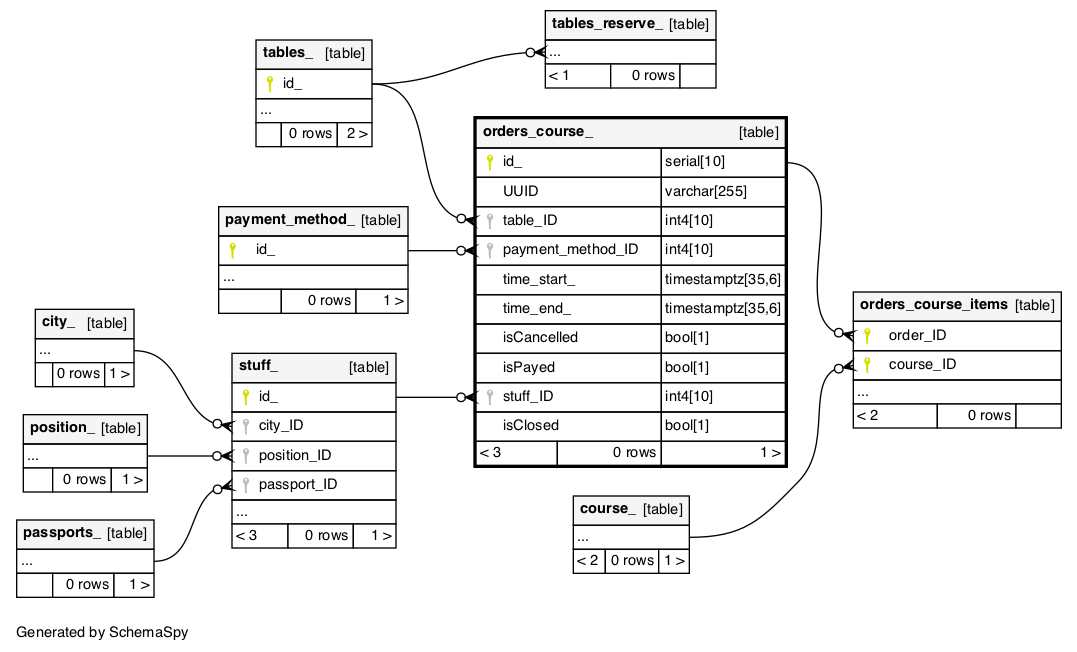 tables_reserve_ [table]
...
< 1 0 rows
tables_ [table]
id_
...
0 rows 2 >
orders_course_ [table]
id_ serial[10]
UUID varchar[255]
table_ID int4[10]
payment_method_ID int4[10]
time_start_ timestamptz[35,6]
time_end_ timestamptz[35,6]
isCancelled bool[1]
isPayed bool[1]
stuff_ID int4[10]
isClosed bool[1]
< 3 0 rows 1 >
payment_method_ [table]
id_
...
0 rows 1 >
orders_course_items [table]
order_ID
course_ID
...
< 2 0 rows
city_ [table]
...
0 rows 1 >
stuff_ [table]
id_
city_ID
position_ID
passport_ID
...
< 3 0 rows 1 >
position_ [table]
...
0 rows 1 >
course_ [table]
...
< 2 0 rows 1 >
passports_ [table]
...
0 rows 1 >
Generated by SchemaSpy